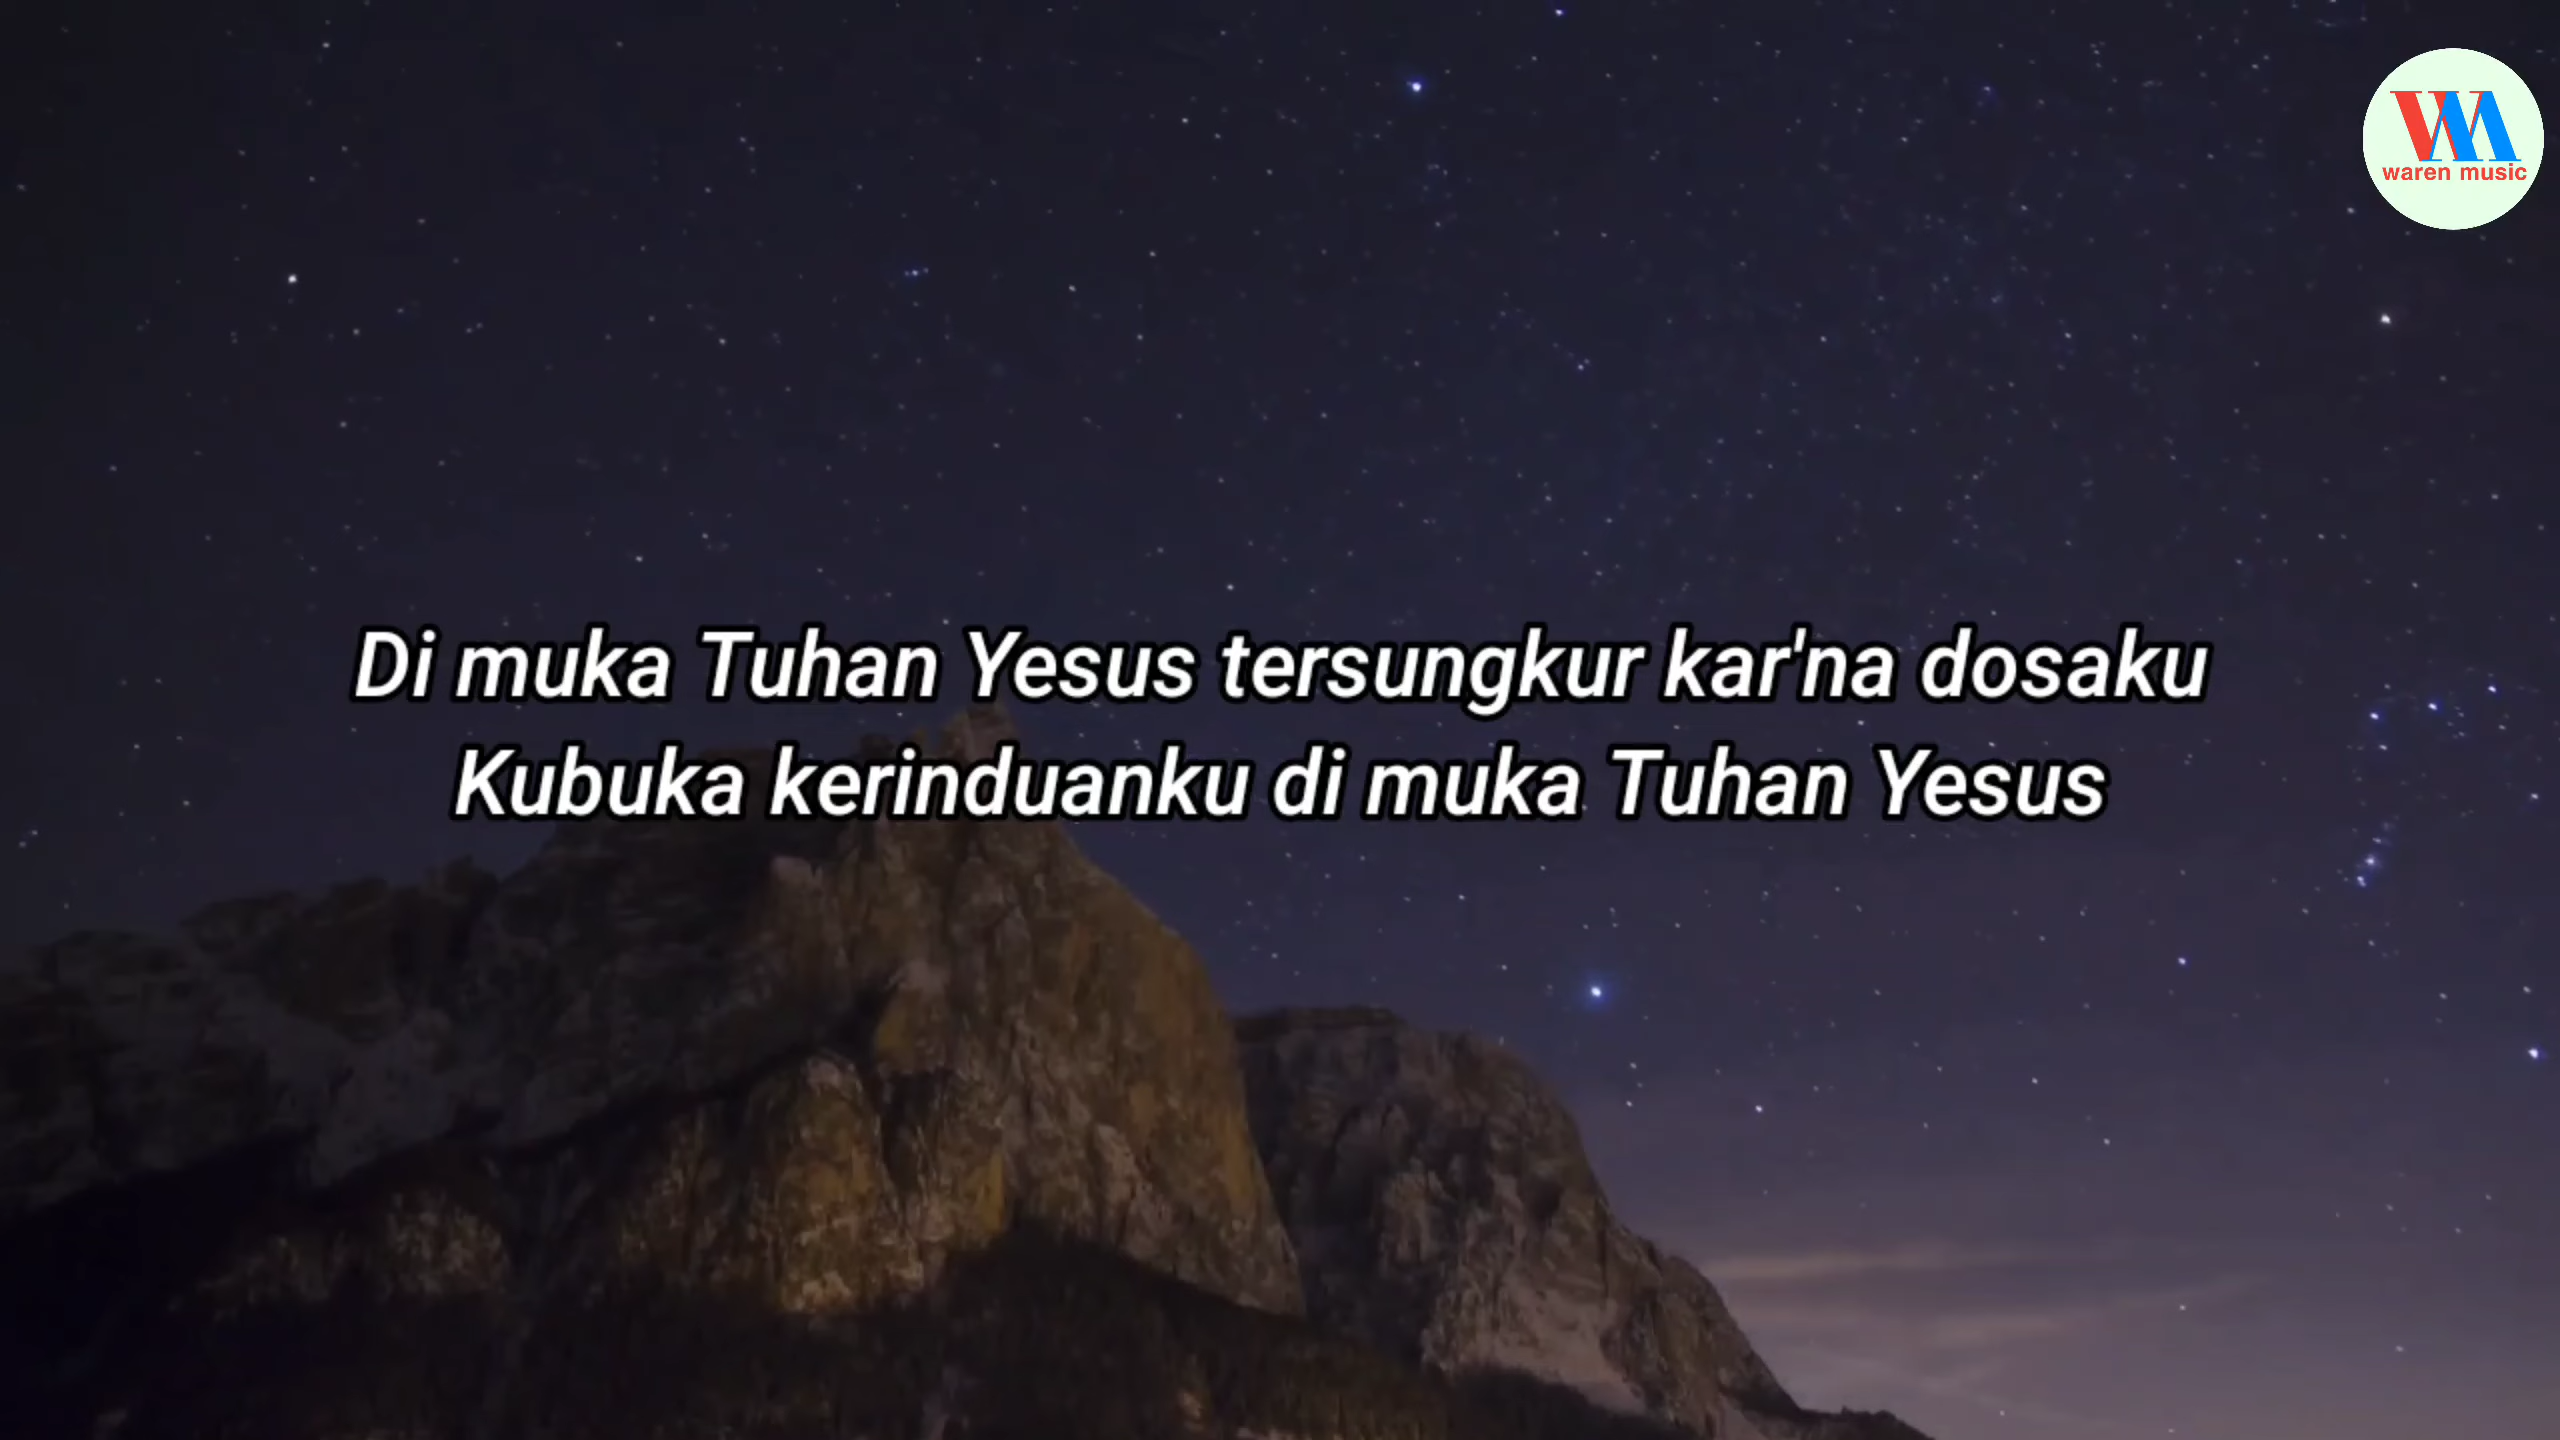 waren music
Di muka Tuhan Yesus tersungkur kar'na dosaku
Kubuka kerinduanku di muka Tuhan Yesus